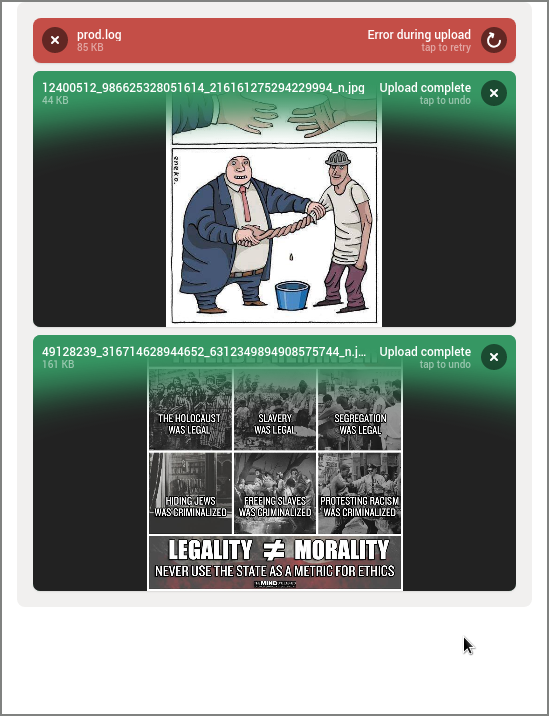 prod.log
Error during upload
85 KB
tap to retry
12400512_986625328051614_216161275294229994_n.jpg
Upload complete
44 KB
tap to undo
eneko.
49128239_316714628944652_6312349894908575744_n.j...
Upload complete
161 KB
tap to undo
THE HOLOCAUST
WAS LEGAL
SLAVERY
WAS LEGAL
SEGREGATION
WAS LEGAL
HIDING JEWS
WAS CRIMINALIZED
FREEING SLAVES
WAS CRIMINALIZED
PROTESTING RACISM
WAS CRIMINALIZED
LEGALITY ≠ MORALITY
NEVER USE THE STATE AS A METRIC FOR ETHICS